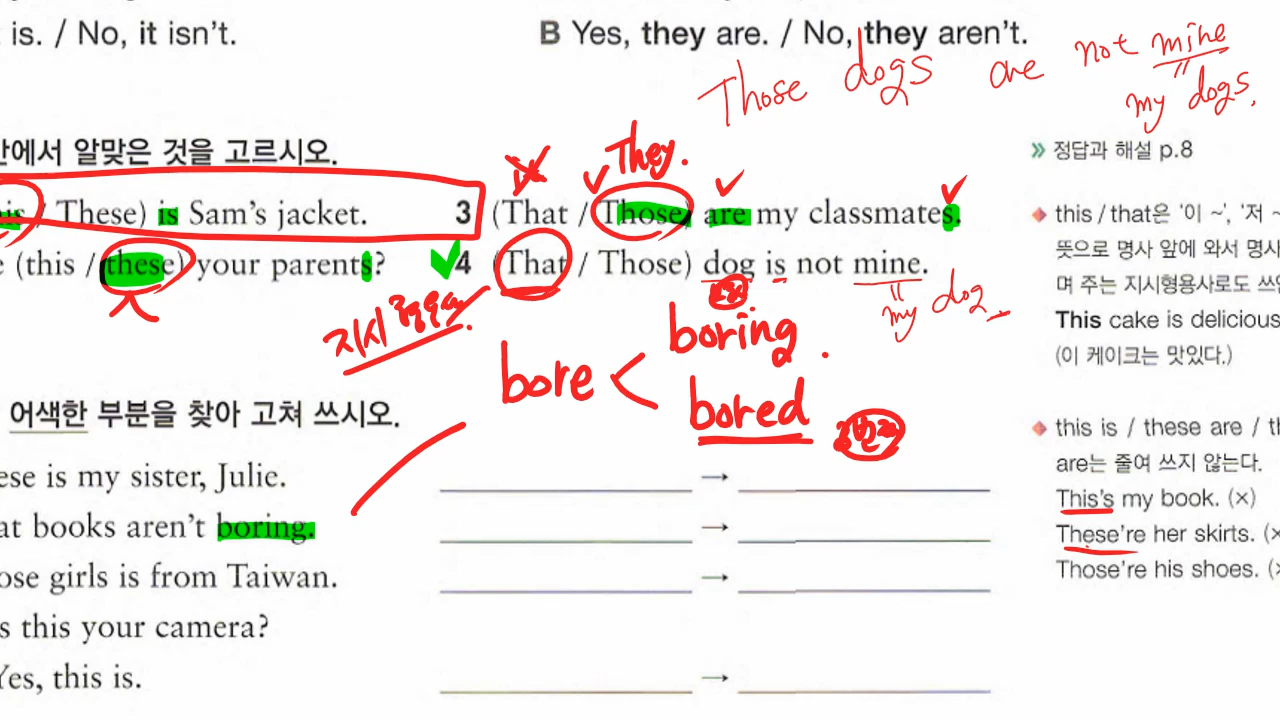 is. / No, it isn't.
B Yes, they are. / No, they aren't.
Those dogs are not mine
my dogs.
안에서 알맞은 것을 고르시오.
They.
» 정답과 해설 p.8
his / These) is Sam's jacket.
3 (That / Those) are my classmates.
(this / these) your parents?
4 (That / Those) dog is not mine.
my dog
지시
bore < boring.
bored
this / that은 '이 ~', '저 ~
뜻으로 명사 앞에 와서 명사
며 주는 지시형용사로도 쓰인
This cake is delicious
(이 케이크는 맛있다.)
어색한 부분을 찾아 고쳐 쓰시오.
ese is my sister, Julie. →
at books aren't boring. →
ose girls is from Taiwan. →
s this your camera?
Yes, this is. →
this is / these are / th
are는 줄여 쓰지 않는다.
This's my book. (×)
These're her skirts. (×
Those're his shoes. (×